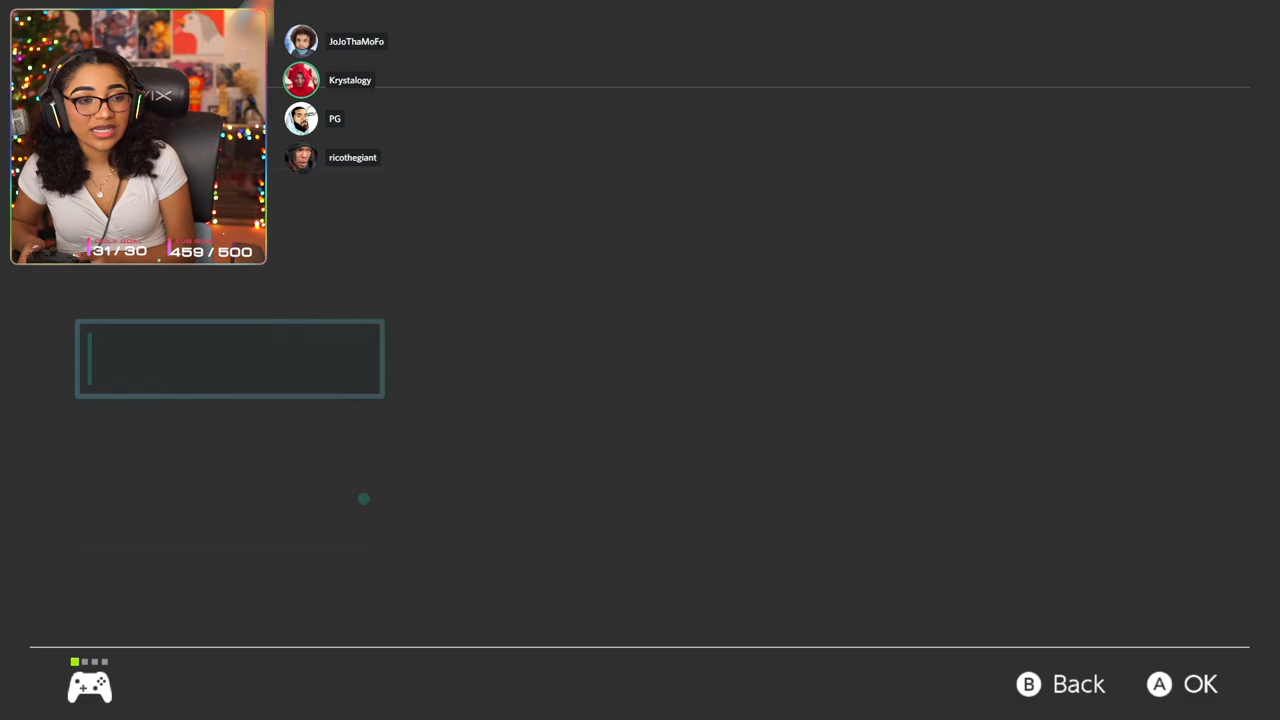 JoJoThaMoFo
Krystalogy
PG
ricothegiant
31/30
459/500
B Back
A OK